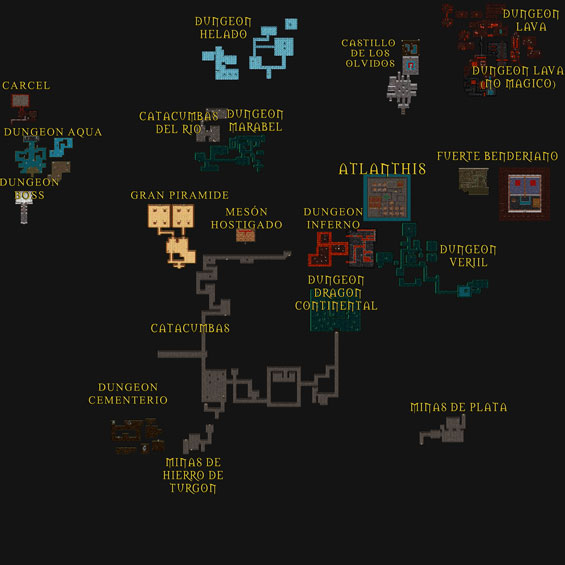 DUNGEON
HELADO
CASTILLO
DE LOS
OLVIDOS
DUNGEON
LAVA
DUNGEON LAVA
(NO MAGICO)
CARCEL
DUNGEON AQUA
DUNGEON
BOSS
CATACUMBAS
DEL RIO
DUNGEON
MARABEL
GRAN PIRAMIDE
MESÓN
HOSTIGADO
DUNGEON
INFERNO
ATLANTHIS
FUERTE BENDERIANO
DUNGEON
VERIIL
DUNGEON
DRAGON
CONTINENTAL
CATACUMBAS
DUNGEON
CEMENTERIO
MINAS DE
HIERRO DE
TURGON
MINAS DE PLATA